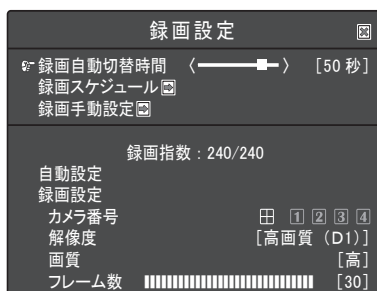 録画設定
録画自動切替時間 〈 〉 [50 秒]
録画スケジュール
録画手動設定
録画指数 : 240/240
自動設定
録画設定
カメラ番号 1 2 3 4
解像度 [高画質(D1)]
画質 [高]
フレーム数 [30]